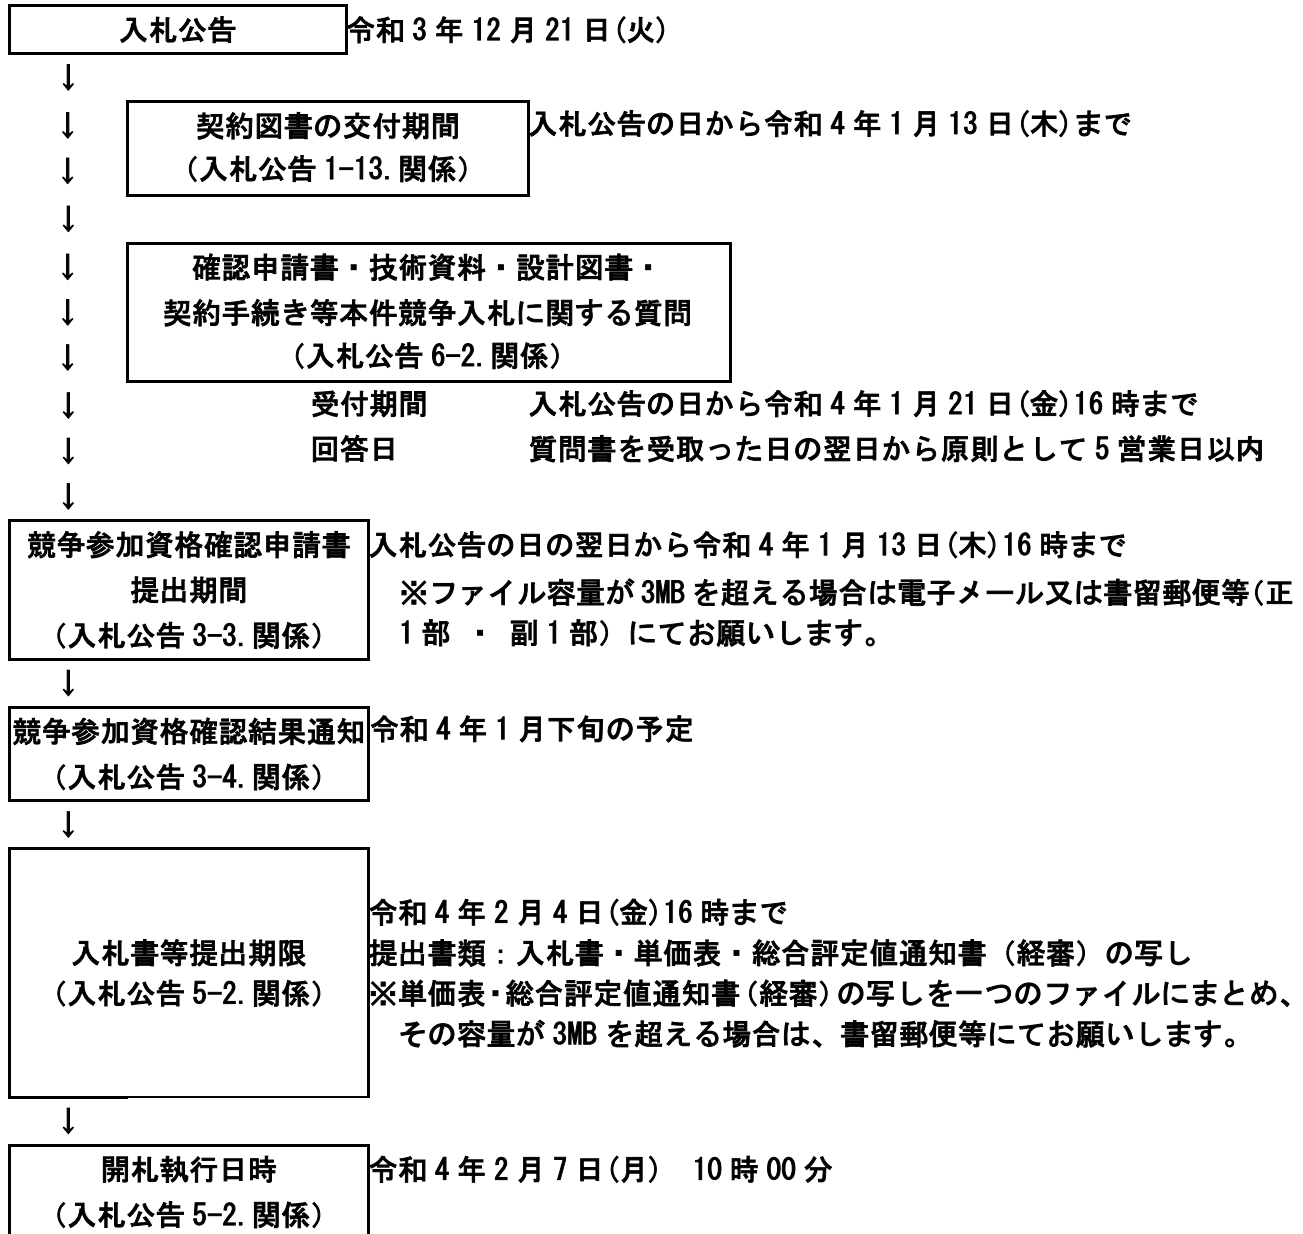 入札公告 令和3年12月21日(火)
↓
↓ 契約図書の交付期間 入札公告の日から令和4年1月13日(木)まで
↓ (入札公告1-13.関係)
↓
↓ 確認申請書・技術資料・設計図書・
↓ 契約手続き等本件競争入札に関する質問
↓ (入札公告6-2.関係)
↓ 受付期間 入札公告の日から令和4年1月21日(金)16時まで
↓ 回答日 質問書を受取った日の翌日から原則として5営業日以内
↓
競争参加資格確認申請書 入札公告の日の翌日から令和4年1月13日(木)16時まで
提出期間 ※ファイル容量が3MBを超える場合は電子メール又は書留郵便等(正
(入札公告3-3.関係) 1部 ・ 副1部)にてお願いします。
↓
競争参加資格確認結果通知 令和4年1月下旬の予定
(入札公告3-4.関係)
↓
令和4年2月4日(金)16時まで
入札書等提出期限 提出書類:入札書・単価表・総合評定値通知書(経審)の写し
(入札公告5-2.関係) ※単価表・総合評定値通知書(経審)の写しを一つのファイルにまとめ、
その容量が3MBを超える場合は、書留郵便等にてお願いします。
↓
開札執行日時 令和4年2月7日(月) 10時00分
(入札公告5-2.関係)